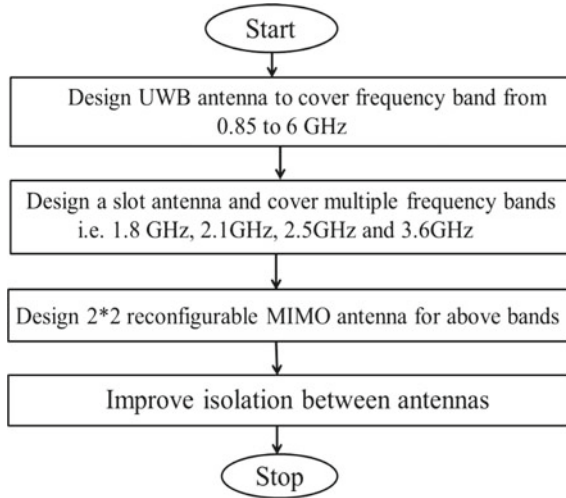 Start
Design UWB antenna to cover frequency band from
0.85 to 6 GHz
Design a slot antenna and cover multiple frequency bands
i.e. 1.8 GHz, 2.1GHz, 2.5GHz and 3.6GHz
Design 2*2 reconfigurable MIMO antenna for above bands
Improve isolation between antennas
Stop